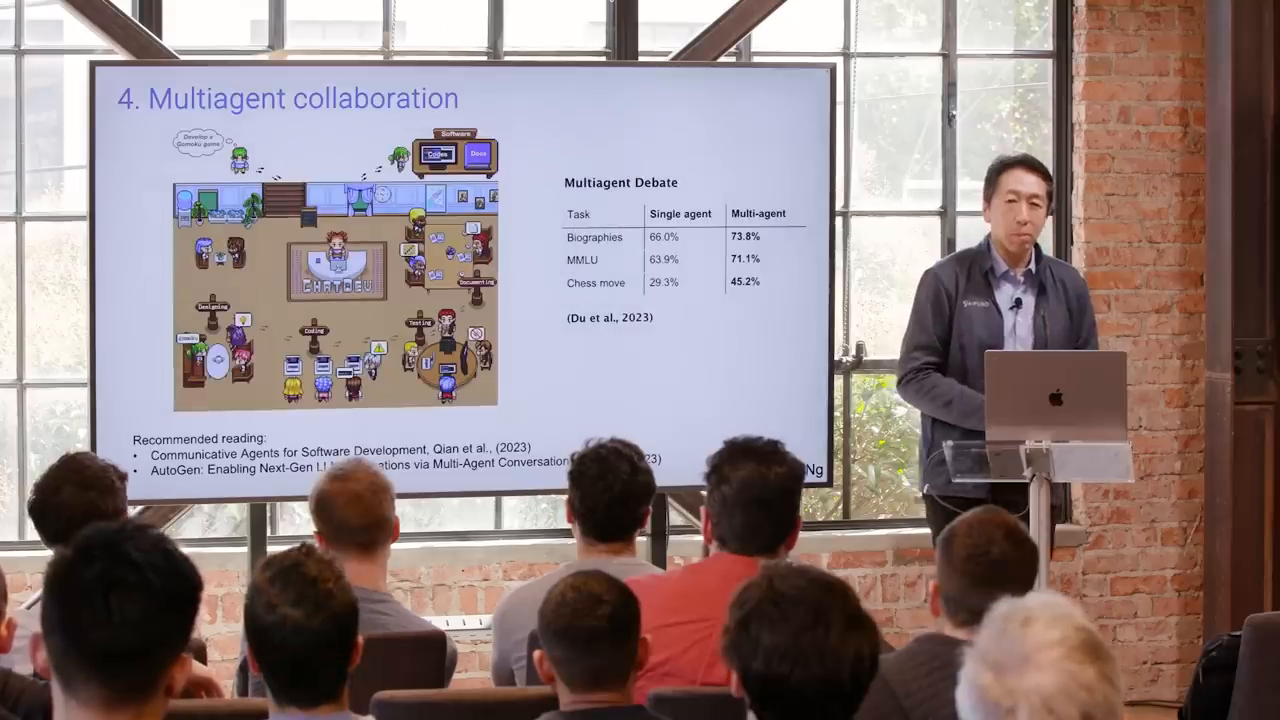 4. Multiagent collaboration
Develop a
Gomoku game
Software
Codes
Docs
CHATDEV
Documenting
Designing
Coding
Testing
Multiagent Debate
Task Single agent Multi-agent
Biographies 66.0% 73.8%
MMLU 63.9% 71.1%
Chess move 29.3% 45.2%
(Du et al., 2023)
Recommended reading:
• Communicative Agents for Software Development, Qian et al., (2023)
• AutoGen: Enabling Next-Gen via Multi-Agent Conversation
Ng